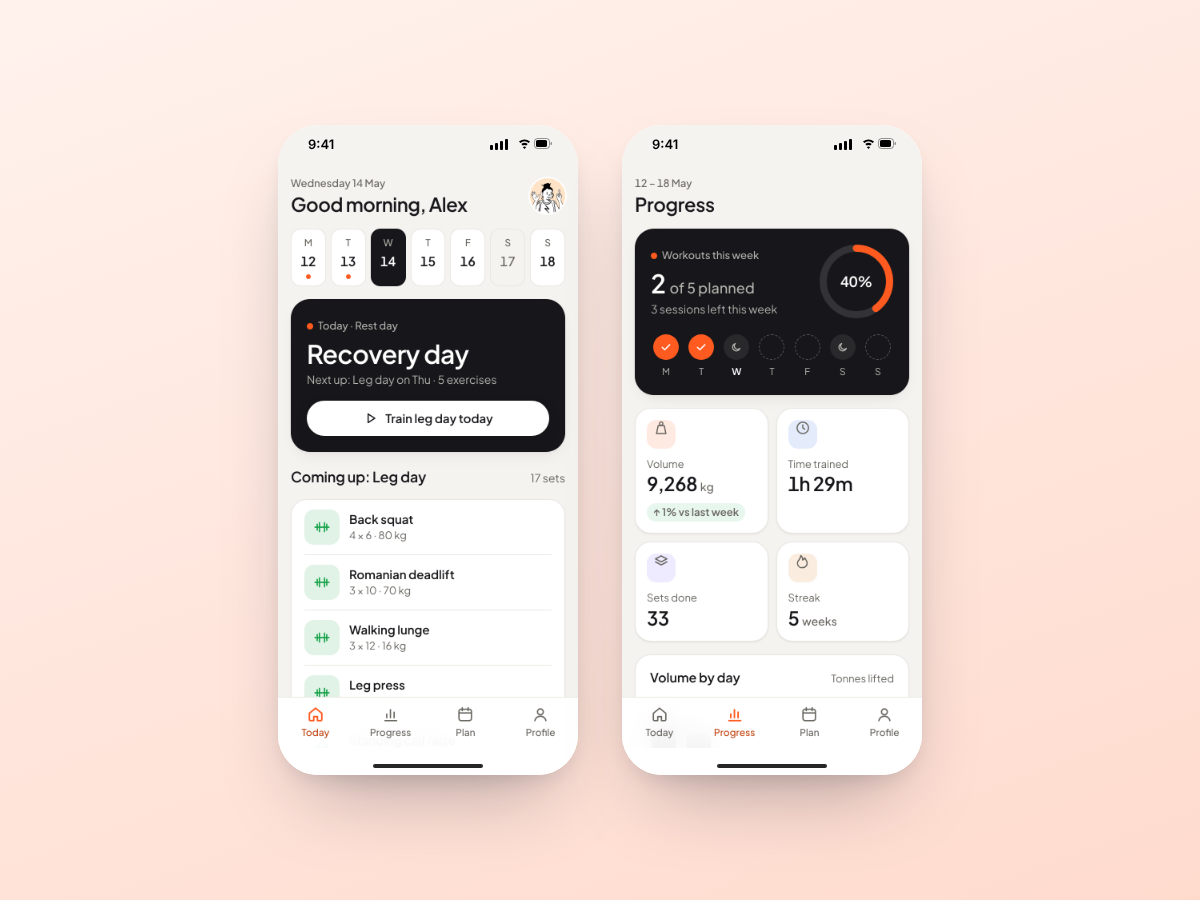 9:41
Wednesday 14 May
Good morning, Alex
M T W T F S S
12 13 14 15 16 17 18
Today · Rest day
Recovery day
Next up: Leg day on Thu · 5 exercises
Train leg day today
Coming up: Leg day 17 sets
Back squat
4 × 6 · 80 kg
Romanian deadlift
3 × 10 · 70 kg
Walking lunge
3 × 12 · 16 kg
Leg press
Today Progress Plan Profile
9:41
12 – 18 May
Progress
Workouts this week
2 of 5 planned
3 sessions left this week
40%
M T W T F S S
Volume
9,268 kg
↑ 1% vs last week
Time trained
1h 29m
Sets done
33
Streak
5 weeks
Volume by day Tonnes lifted
Today Progress Plan Profile